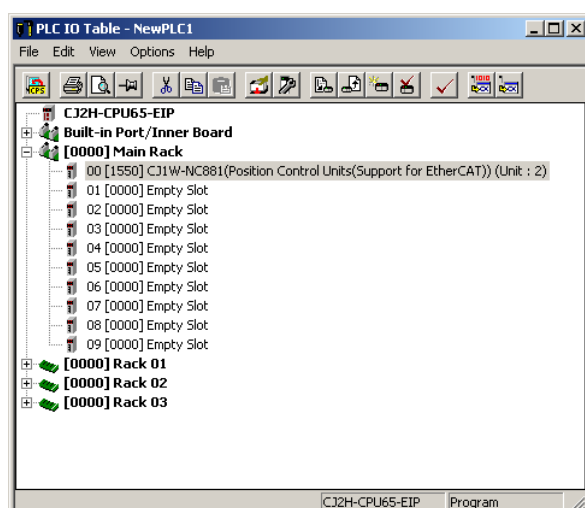 PLC IO Table - NewPLC1
File Edit View Options Help
CJ2H-CPU65-EIP
Built-in Port/Inner Board
[0000] Main Rack
00 [1550] CJ1W-NC881(Position Control Units(Support for EtherCAT)) (Unit : 2)
01 [0000] Empty Slot
02 [0000] Empty Slot
03 [0000] Empty Slot
04 [0000] Empty Slot
05 [0000] Empty Slot
06 [0000] Empty Slot
07 [0000] Empty Slot
08 [0000] Empty Slot
09 [0000] Empty Slot
[0000] Rack 01
[0000] Rack 02
[0000] Rack 03
CJ2H-CPU65-EIP Program